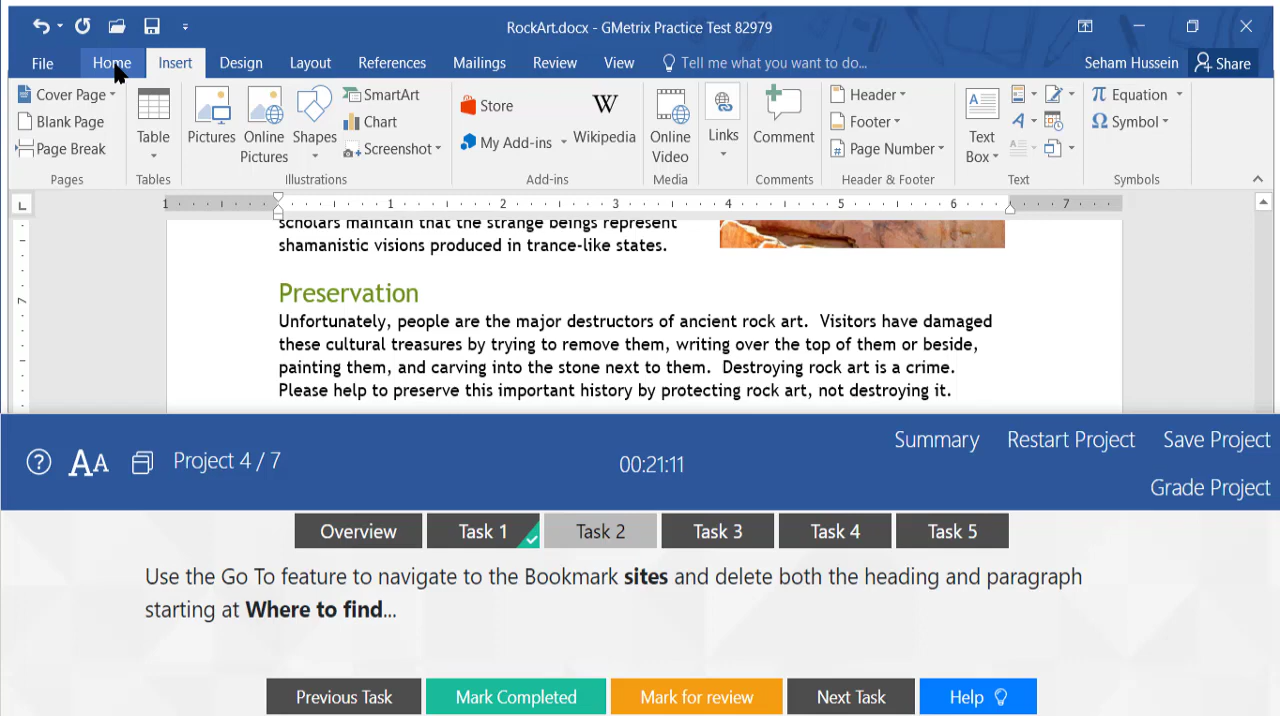 RockArt.docx - GMetrix Practice Test 82979
File Home Insert Design Layout References Mailings Review View Tell me what you want to do... Seham Hussein Share
Cover Page
Blank Page
Page Break
Pages
Table
Tables
Pictures
Online Pictures
Shapes
SmartArt
Chart
Screenshot
Illustrations
Store
My Add-ins
W
Wikipedia
Add-ins
Online Video
Media
Links
Comment
Comments
Header
Footer
Page Number
Header & Footer
Text Box
Text
Equation
Symbol
Symbols
1 1 2 3 4 5 6 7
7
scholars maintain that the strange beings represent
shamanistic visions produced in trance-like states.
Preservation
Unfortunately, people are the major destructors of ancient rock art. Visitors have damaged
these cultural treasures by trying to remove them, writing over the top of them or beside,
painting them, and carving into the stone next to them. Destroying rock art is a crime.
Please help to preserve this important history by protecting rock art, not destroying it.
? AA Project 4 / 7
00:21:11
Summary Restart Project Save Project
Grade Project
Overview Task 1 Task 2 Task 3 Task 4 Task 5
Use the Go To feature to navigate to the Bookmark sites and delete both the heading and paragraph
starting at Where to find...
Previous Task Mark Completed Mark for review Next Task Help